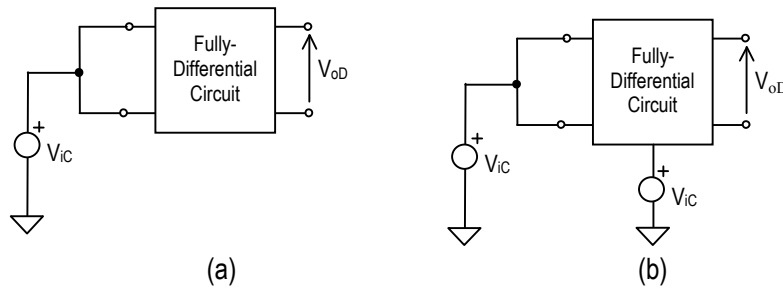 Fully-
Differential
Circuit
VoD
+
ViC
(a)
Fully-
Differential
Circuit
VoD
+
ViC
+
ViC
(b)